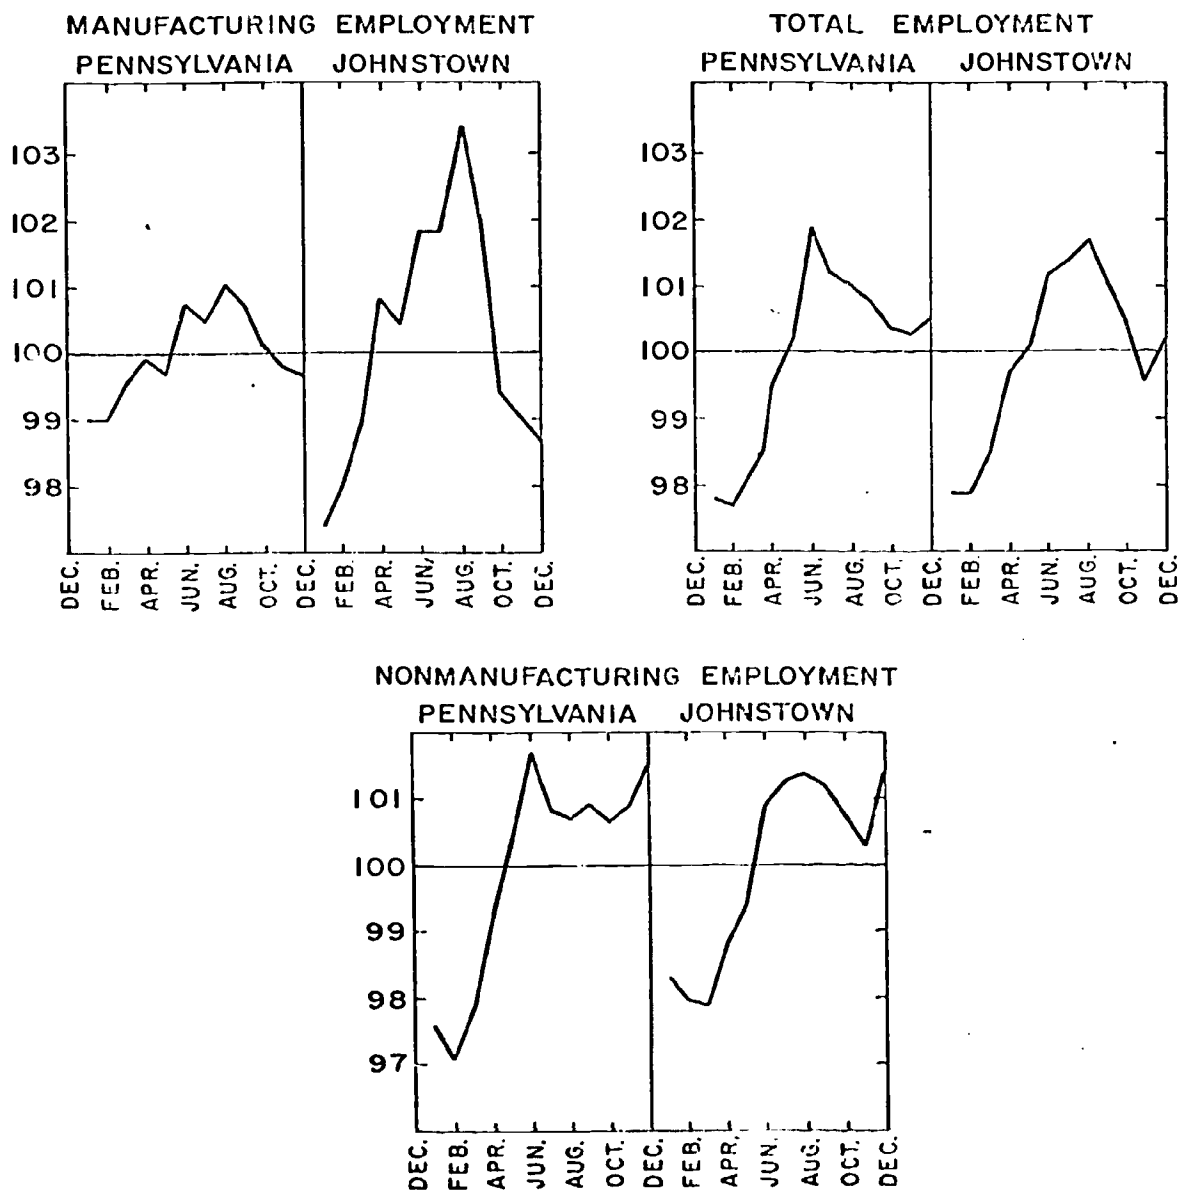 MANUFACTURING EMPLOYMENT
PENNSYLVANIA JOHNSTOWN
103
102
101
100
99
98
DEC. FEB. APR. JUN. AUG. OCT. DEC. FEB. APR. JUN, AUG. OCT. DEC.
TOTAL EMPLOYMENT
PENNSYLVANIA JOHNSTOWN
103
102
101
100
99
98
DEC. FEB. APR. JUN. AUG. OCT. DEC. FEB. APR. JUN. AUG. OCT. DEC.
NONMANUFACTURING EMPLOYMENT
PENNSYLVANIA JOHNSTOWN
101
100
99
98
97
DEC. FEB. APR. JUN, AUG. OCT. DEC. FEB. APR, JUN. AUG. OCT. DEC.